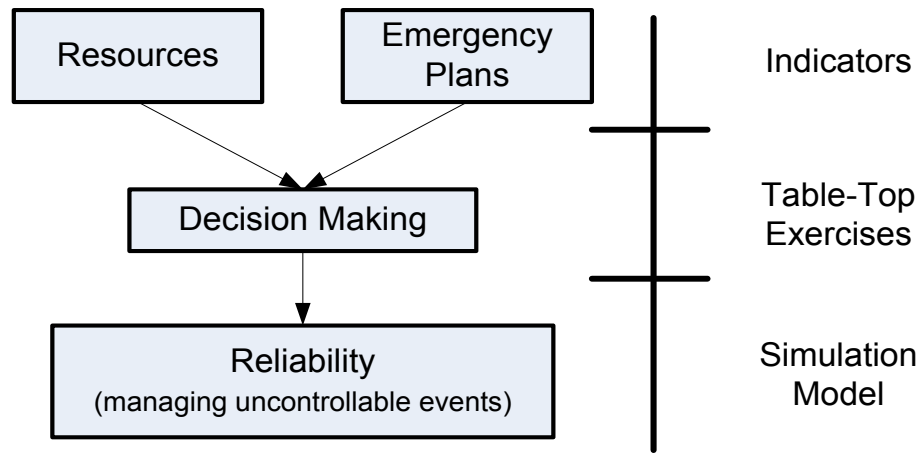 Resources
Emergency
Plans
Indicators
Decision Making
Table-Top
Exercises
Reliability
(managing uncontrollable events)
Simulation
Model